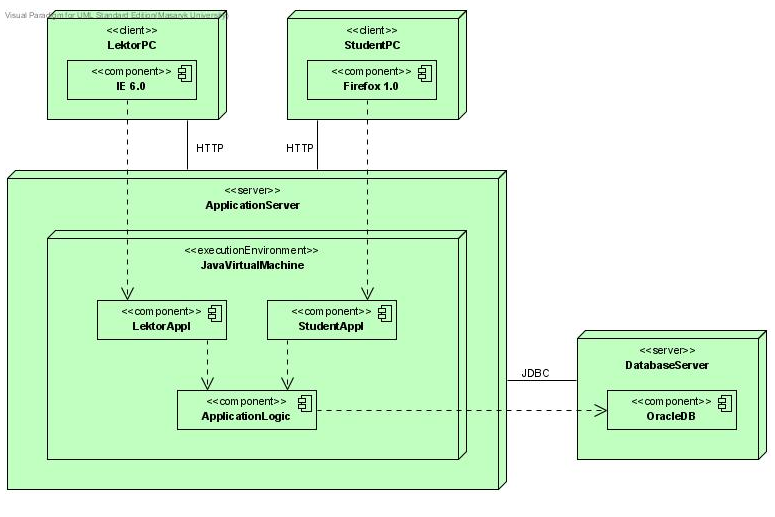 Visual Paradigm for UML Standard Edition(Masaryk University)
<<client>>
LektorPC
<<component>>
IE 6.0
<<client>>
StudentPC
<<component>>
Firefox 1.0
HTTP
HTTP
<<server>>
ApplicationServer
<<executionEnvironment>>
JavaVirtualMachine
<<component>>
LektorAppl
<<component>>
StudentAppl
<<component>>
ApplicationLogic
JDBC
<<server>>
DatabaseServer
<<component>>
OracleDB